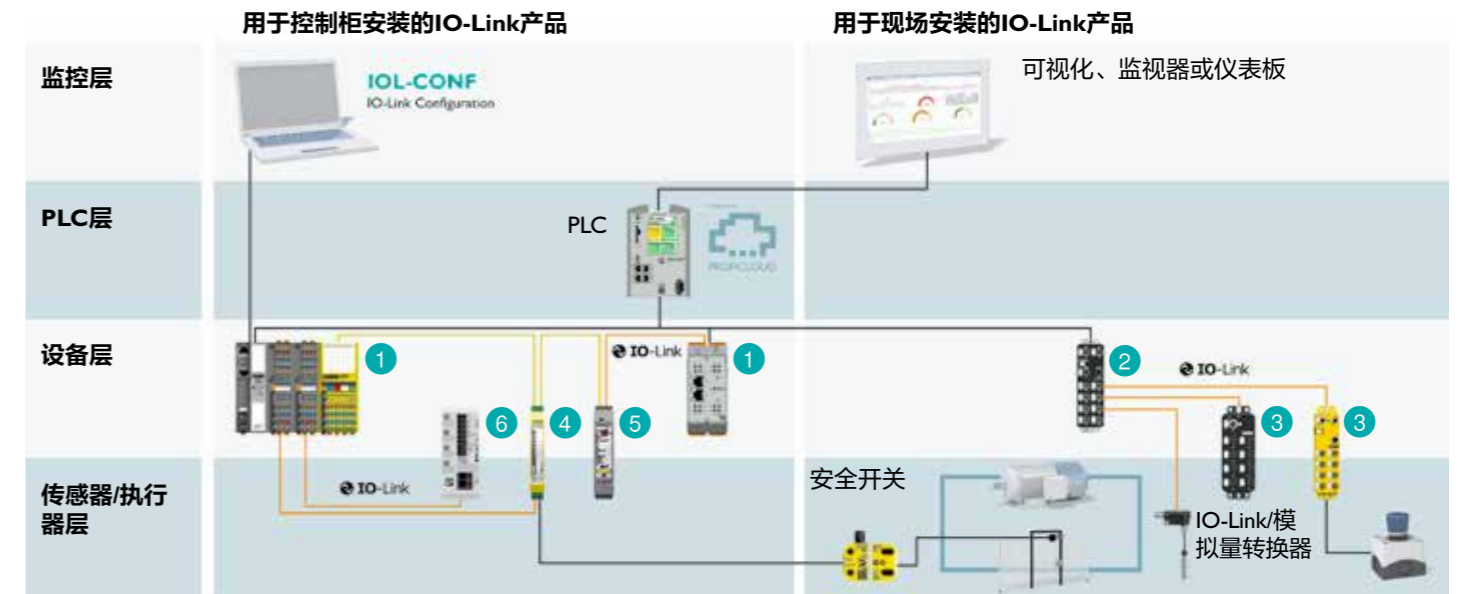 用于控制柜安装的IO-Link产品
用于现场安装的IO-Link产品
监控层
IOL-CONF
IO-Link Configuration
可视化、监视器或仪表板
PLC层
PLC
PROFICLOUD
设备层
1
IO-Link
1
2
IO-Link
6
4
5
3
3
传感器/执行
器层
IO-Link
安全开关
IO-Link/模
拟量转换器